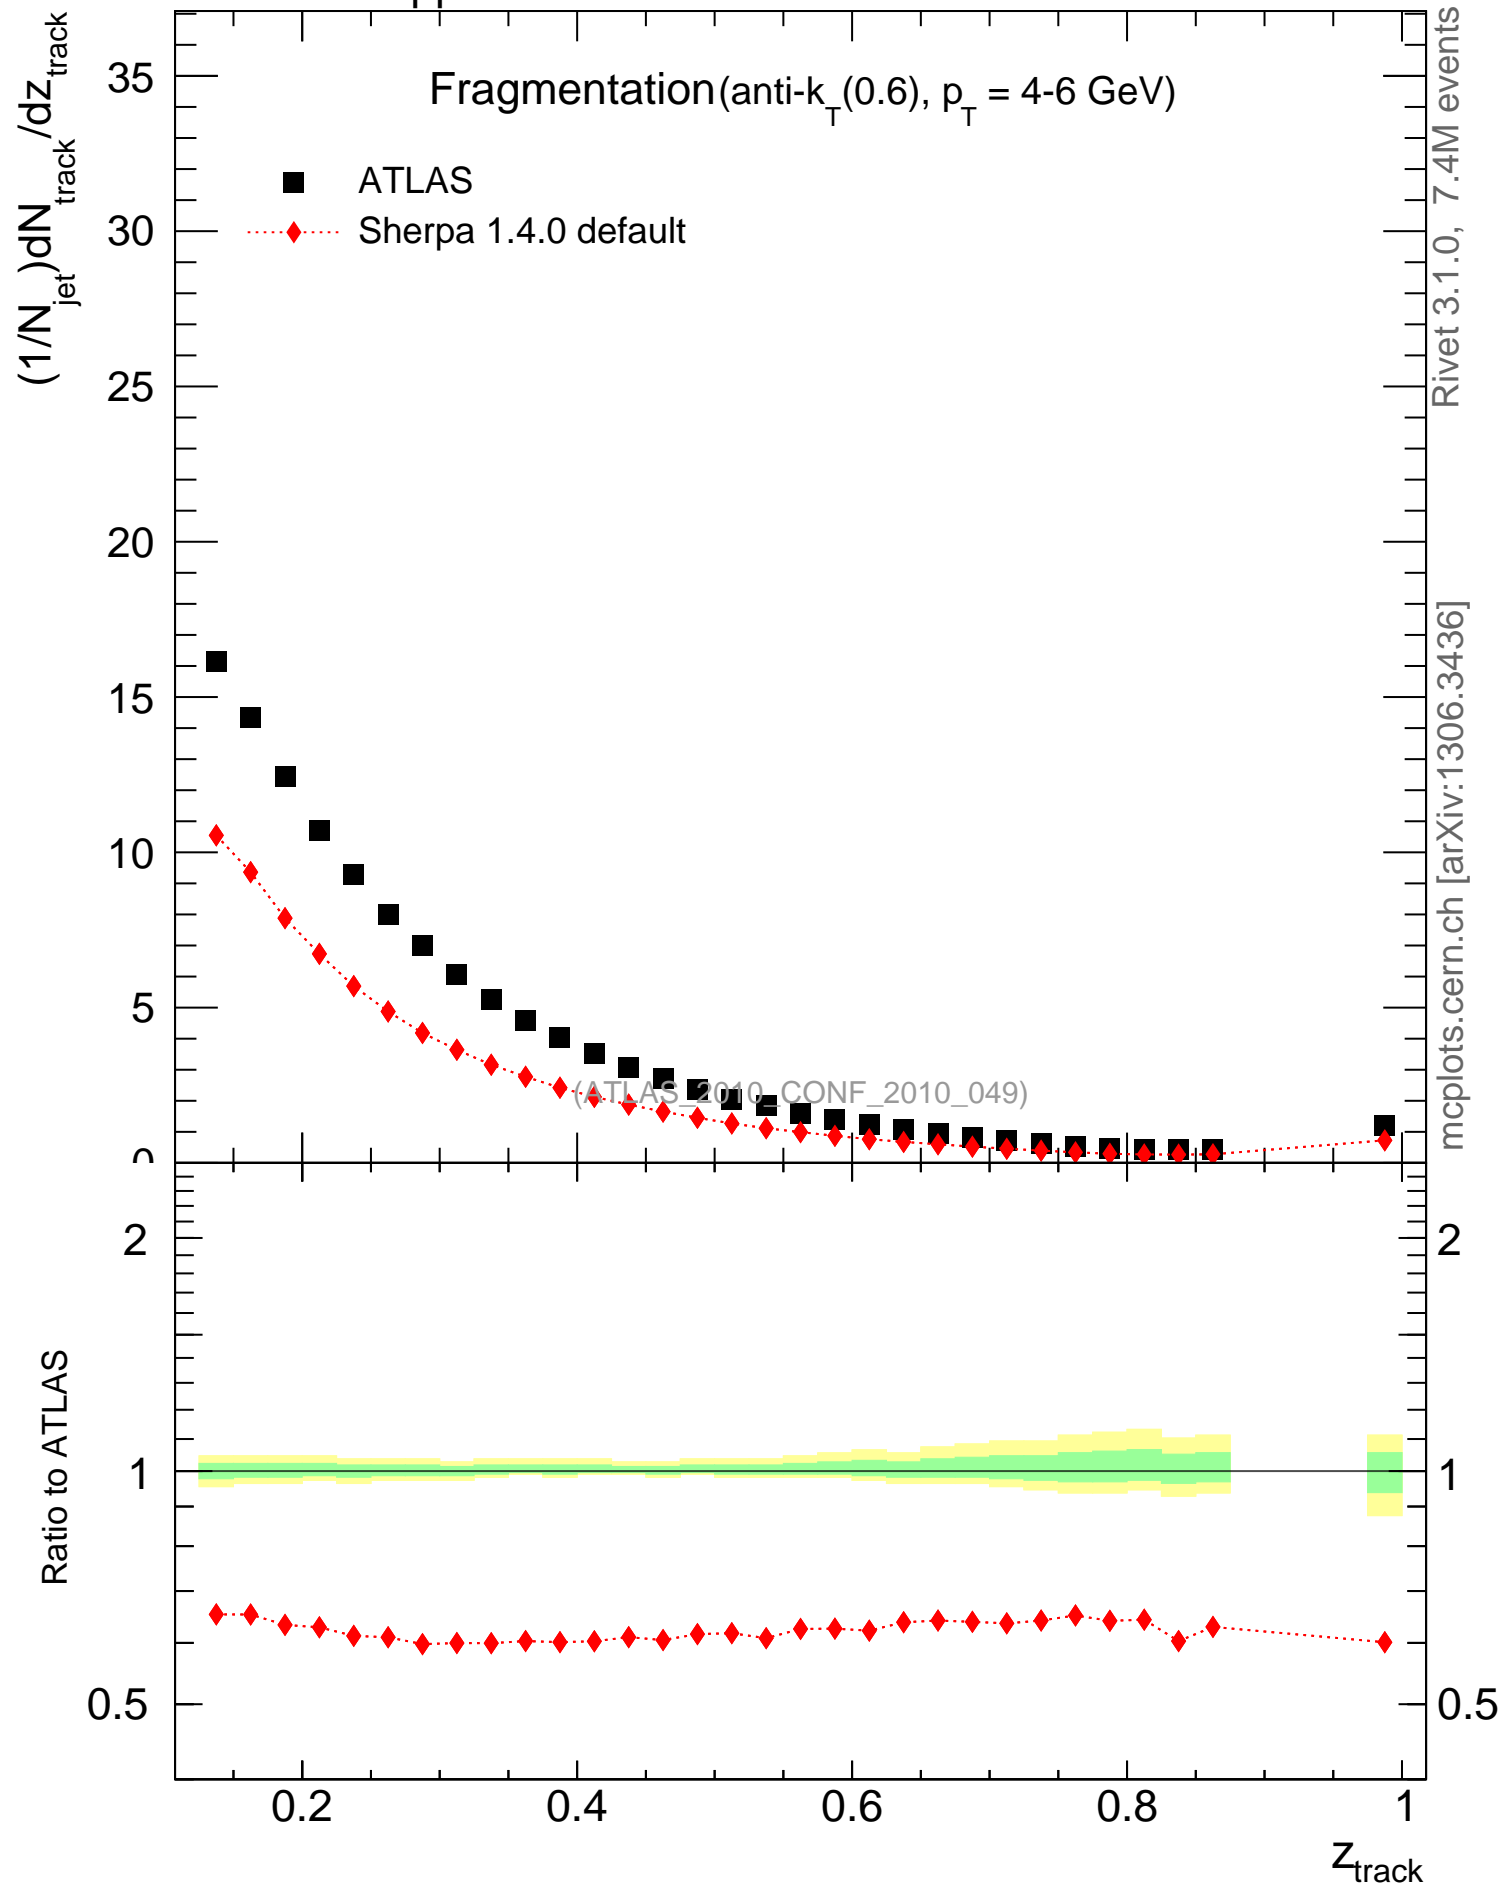 (1/N_jet)dN_track/dz_track
Fragmentation (anti-k_T(0.6), p_T = 4-6 GeV)
ATLAS
Sherpa 1.4.0 default
35
30
25
20
15
10
5
0
(ATLAS_2010_CONF_2010_049)
Rivet 3.1.0, 7.4M events
mcplots.cern.ch [arXiv:1306.3436]
Ratio to ATLAS
2
1
0.5
2
1
0.5
0.2 0.4 0.6 0.8 1
z_track